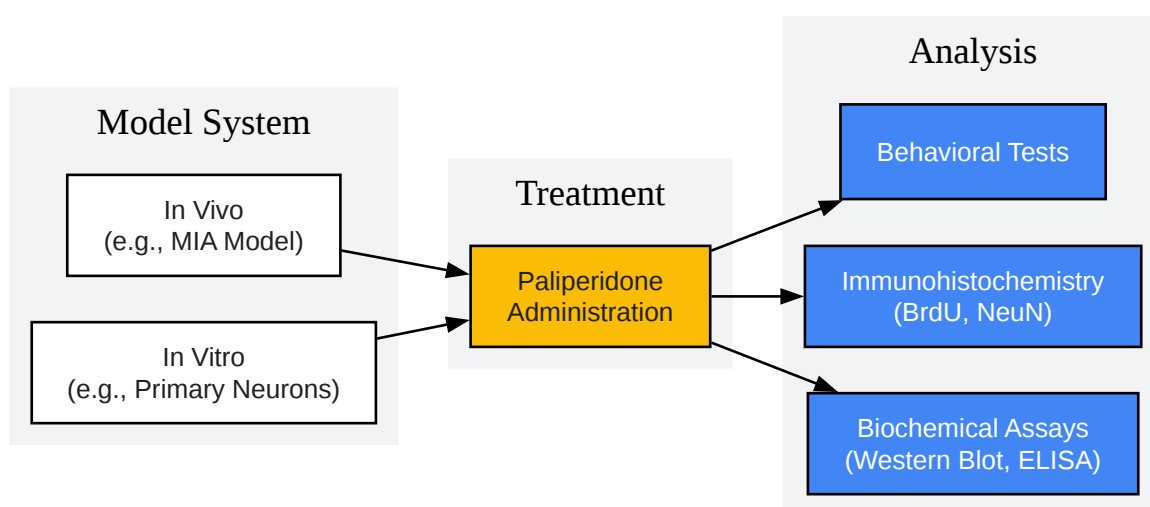 Model System
In Vivo
(e.g., MIA Model)
In Vitro
(e.g., Primary Neurons)
Treatment
Paliperidone
Administration
Analysis
Behavioral Tests
Immunohistochemistry
(BrdU, NeuN)
Biochemical Assays
(Western Blot, ELISA)